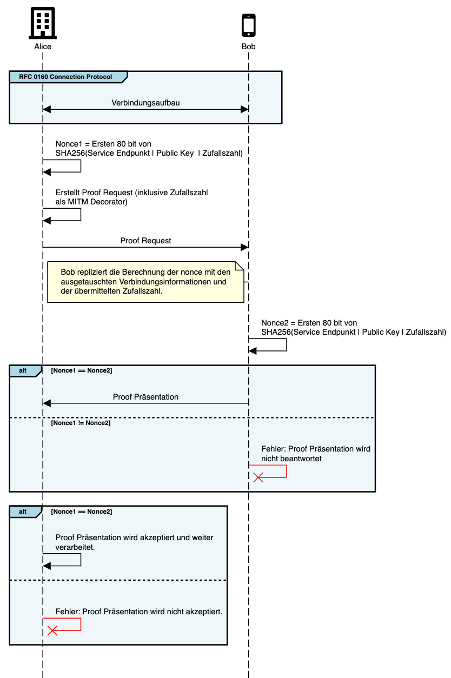 Alice
Bob
RFC 0160 Connection Protocol
Verbindungsaufbau
Nonce1 = Ersten 80 bit von
SHA256(Service Endpunkt | Public Key | Zufallszahl)
Erstellt Proof Request (inklusive Zufallszahl
als MITM Decorator)
Proof Request
Bob repliziert die Berechnung der nonce mit den
ausgetauschten Verbindungsinformationen und
der übermittelten Zufallszahl.
Nonce2 = Ersten 80 bit von
SHA256(Service Endpunkt | Public Key | Zufallszahl)
alt
[Nonce1 == Nonce2]
Proof Präsentation
[Nonce1 != Nonce2]
Fehler: Proof Präsentation wird
nicht beantwortet
alt
[Nonce1 == Nonce2]
Proof Präsentation wird akzeptiert und weiter
verarbeitet.
Fehler: Proof Präsentation wird nicht akzeptiert.